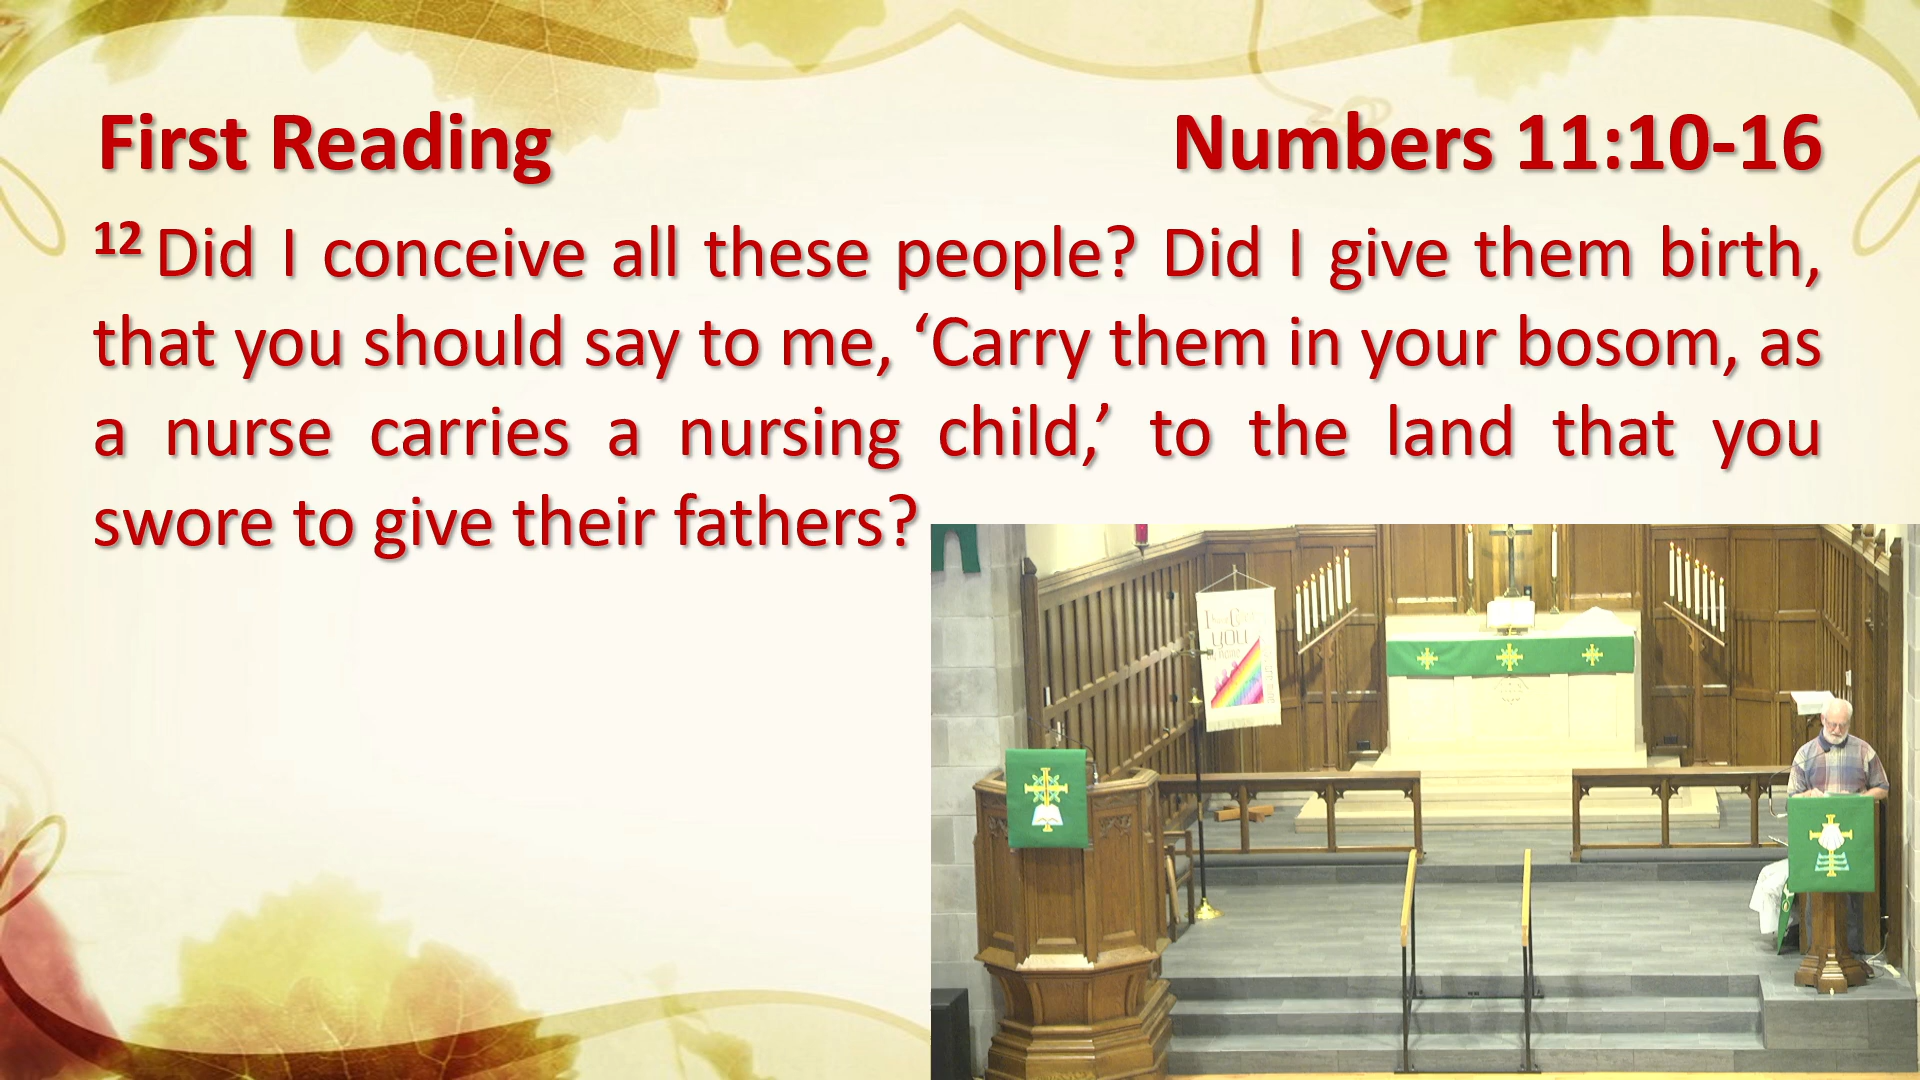 First Reading Numbers 11:10-16
12 Did I conceive all these people? Did I give them birth,
that you should say to me, ‘Carry them in your bosom, as
a nurse carries a nursing child,’ to the land that you
swore to give their fathers?
YOU